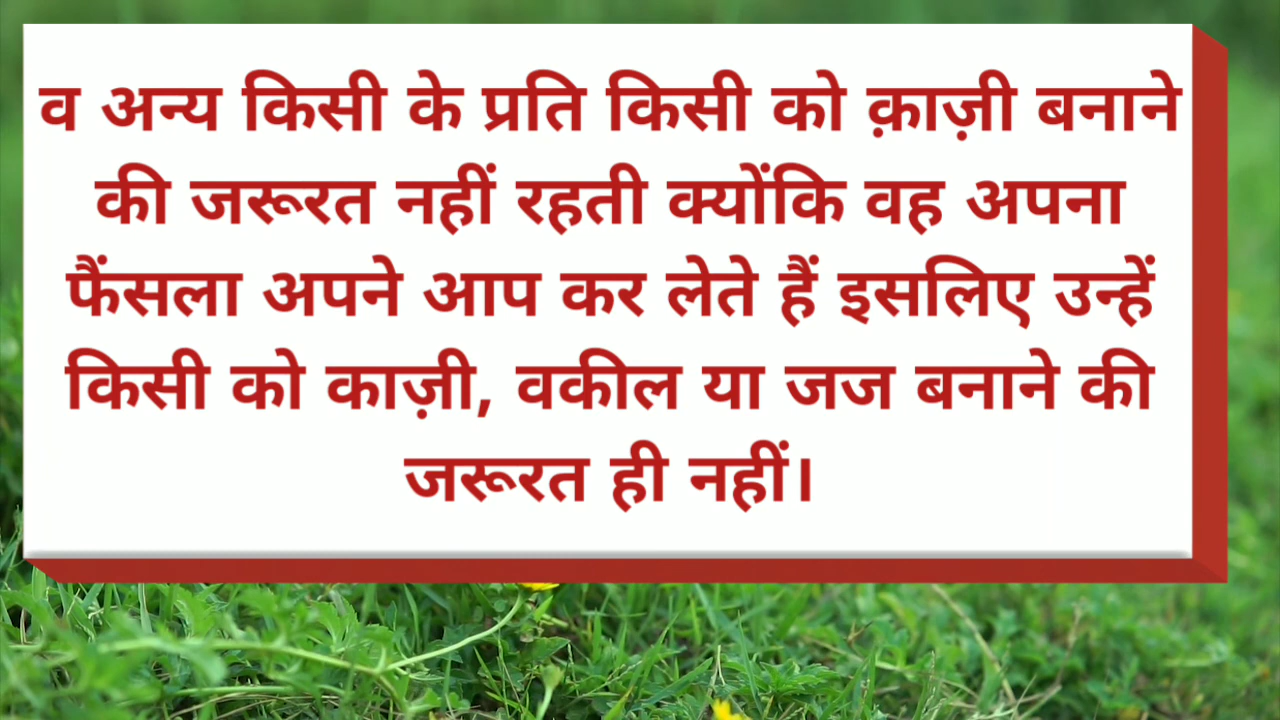 व अन्य किसी के प्रति किसी को क़ाज़ी बनाने
की जरूरत नहीं रहती क्योंकि वह अपना
फैंसला अपने आप कर लेते हैं इसलिए उन्हें
किसी को काज़ी, वकील या जज बनाने की
जरूरत ही नहीं।